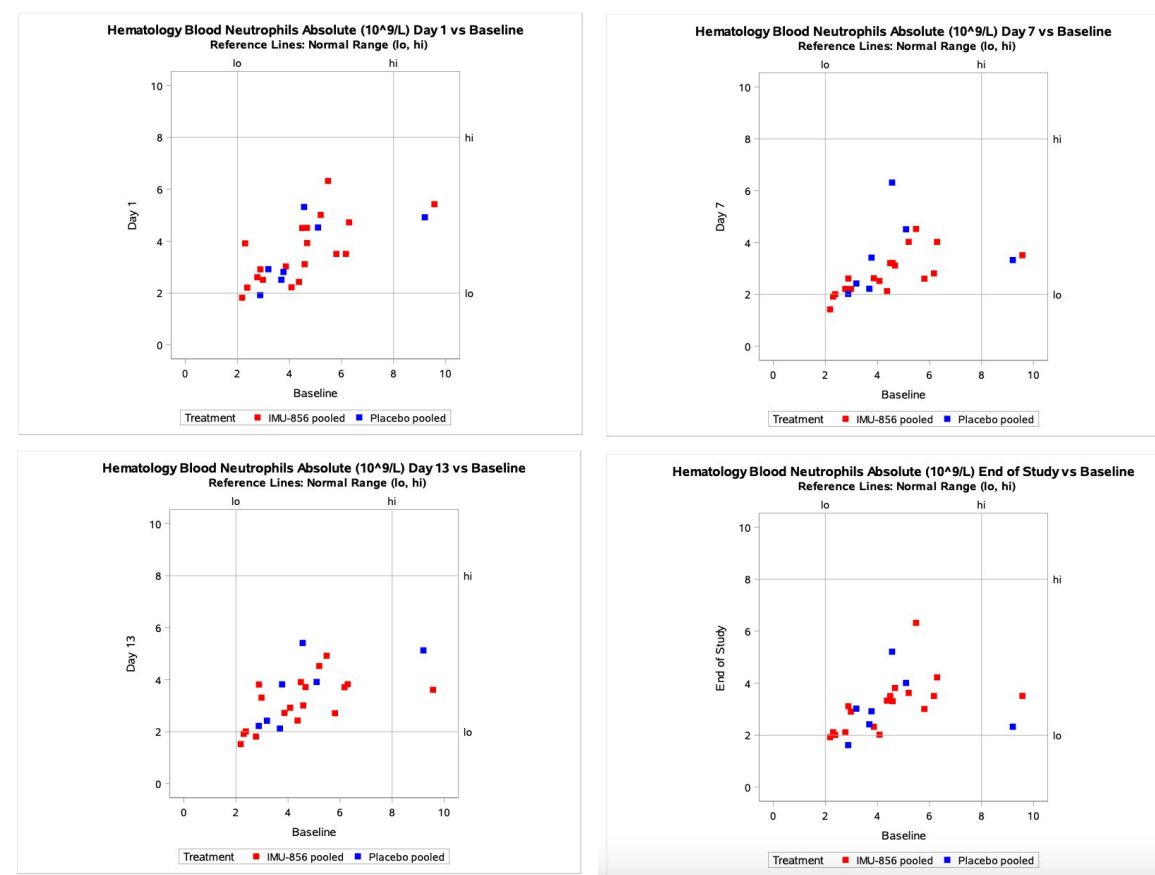 Hematology Blood Neutrophils Absolute (10^9/L) Day 1 vs Baseline
Reference Lines: Normal Range (lo, hi)
lo hi
10
8 hi
6
Day 1
4
2 lo
0
0 2 4 6 8 10
Baseline
Treatment IMU-856 pooled Placebo pooled
Hematology Blood Neutrophils Absolute (10^9/L) Day 7 vs Baseline
Reference Lines: Normal Range (lo, hi)
lo hi
10
8 hi
6
Day 7
4
2 lo
0
0 2 4 6 8 10
Baseline
Treatment IMU-856 pooled Placebo pooled
Hematology Blood Neutrophils Absolute (10^9/L) Day 13 vs Baseline
Reference Lines: Normal Range (lo, hi)
lo hi
10
8 hi
6
Day 13
4
2 lo
0
0 2 4 6 8 10
Baseline
Treatment IMU-856 pooled Placebo pooled
Hematology Blood Neutrophils Absolute (10^9/L) End of Study vs Baseline
Reference Lines: Normal Range (lo, hi)
lo hi
10
8 hi
6
End of Study
4
2 lo
0
0 2 4 6 8 10
Baseline
Treatment IMU-856 pooled Placebo pooled